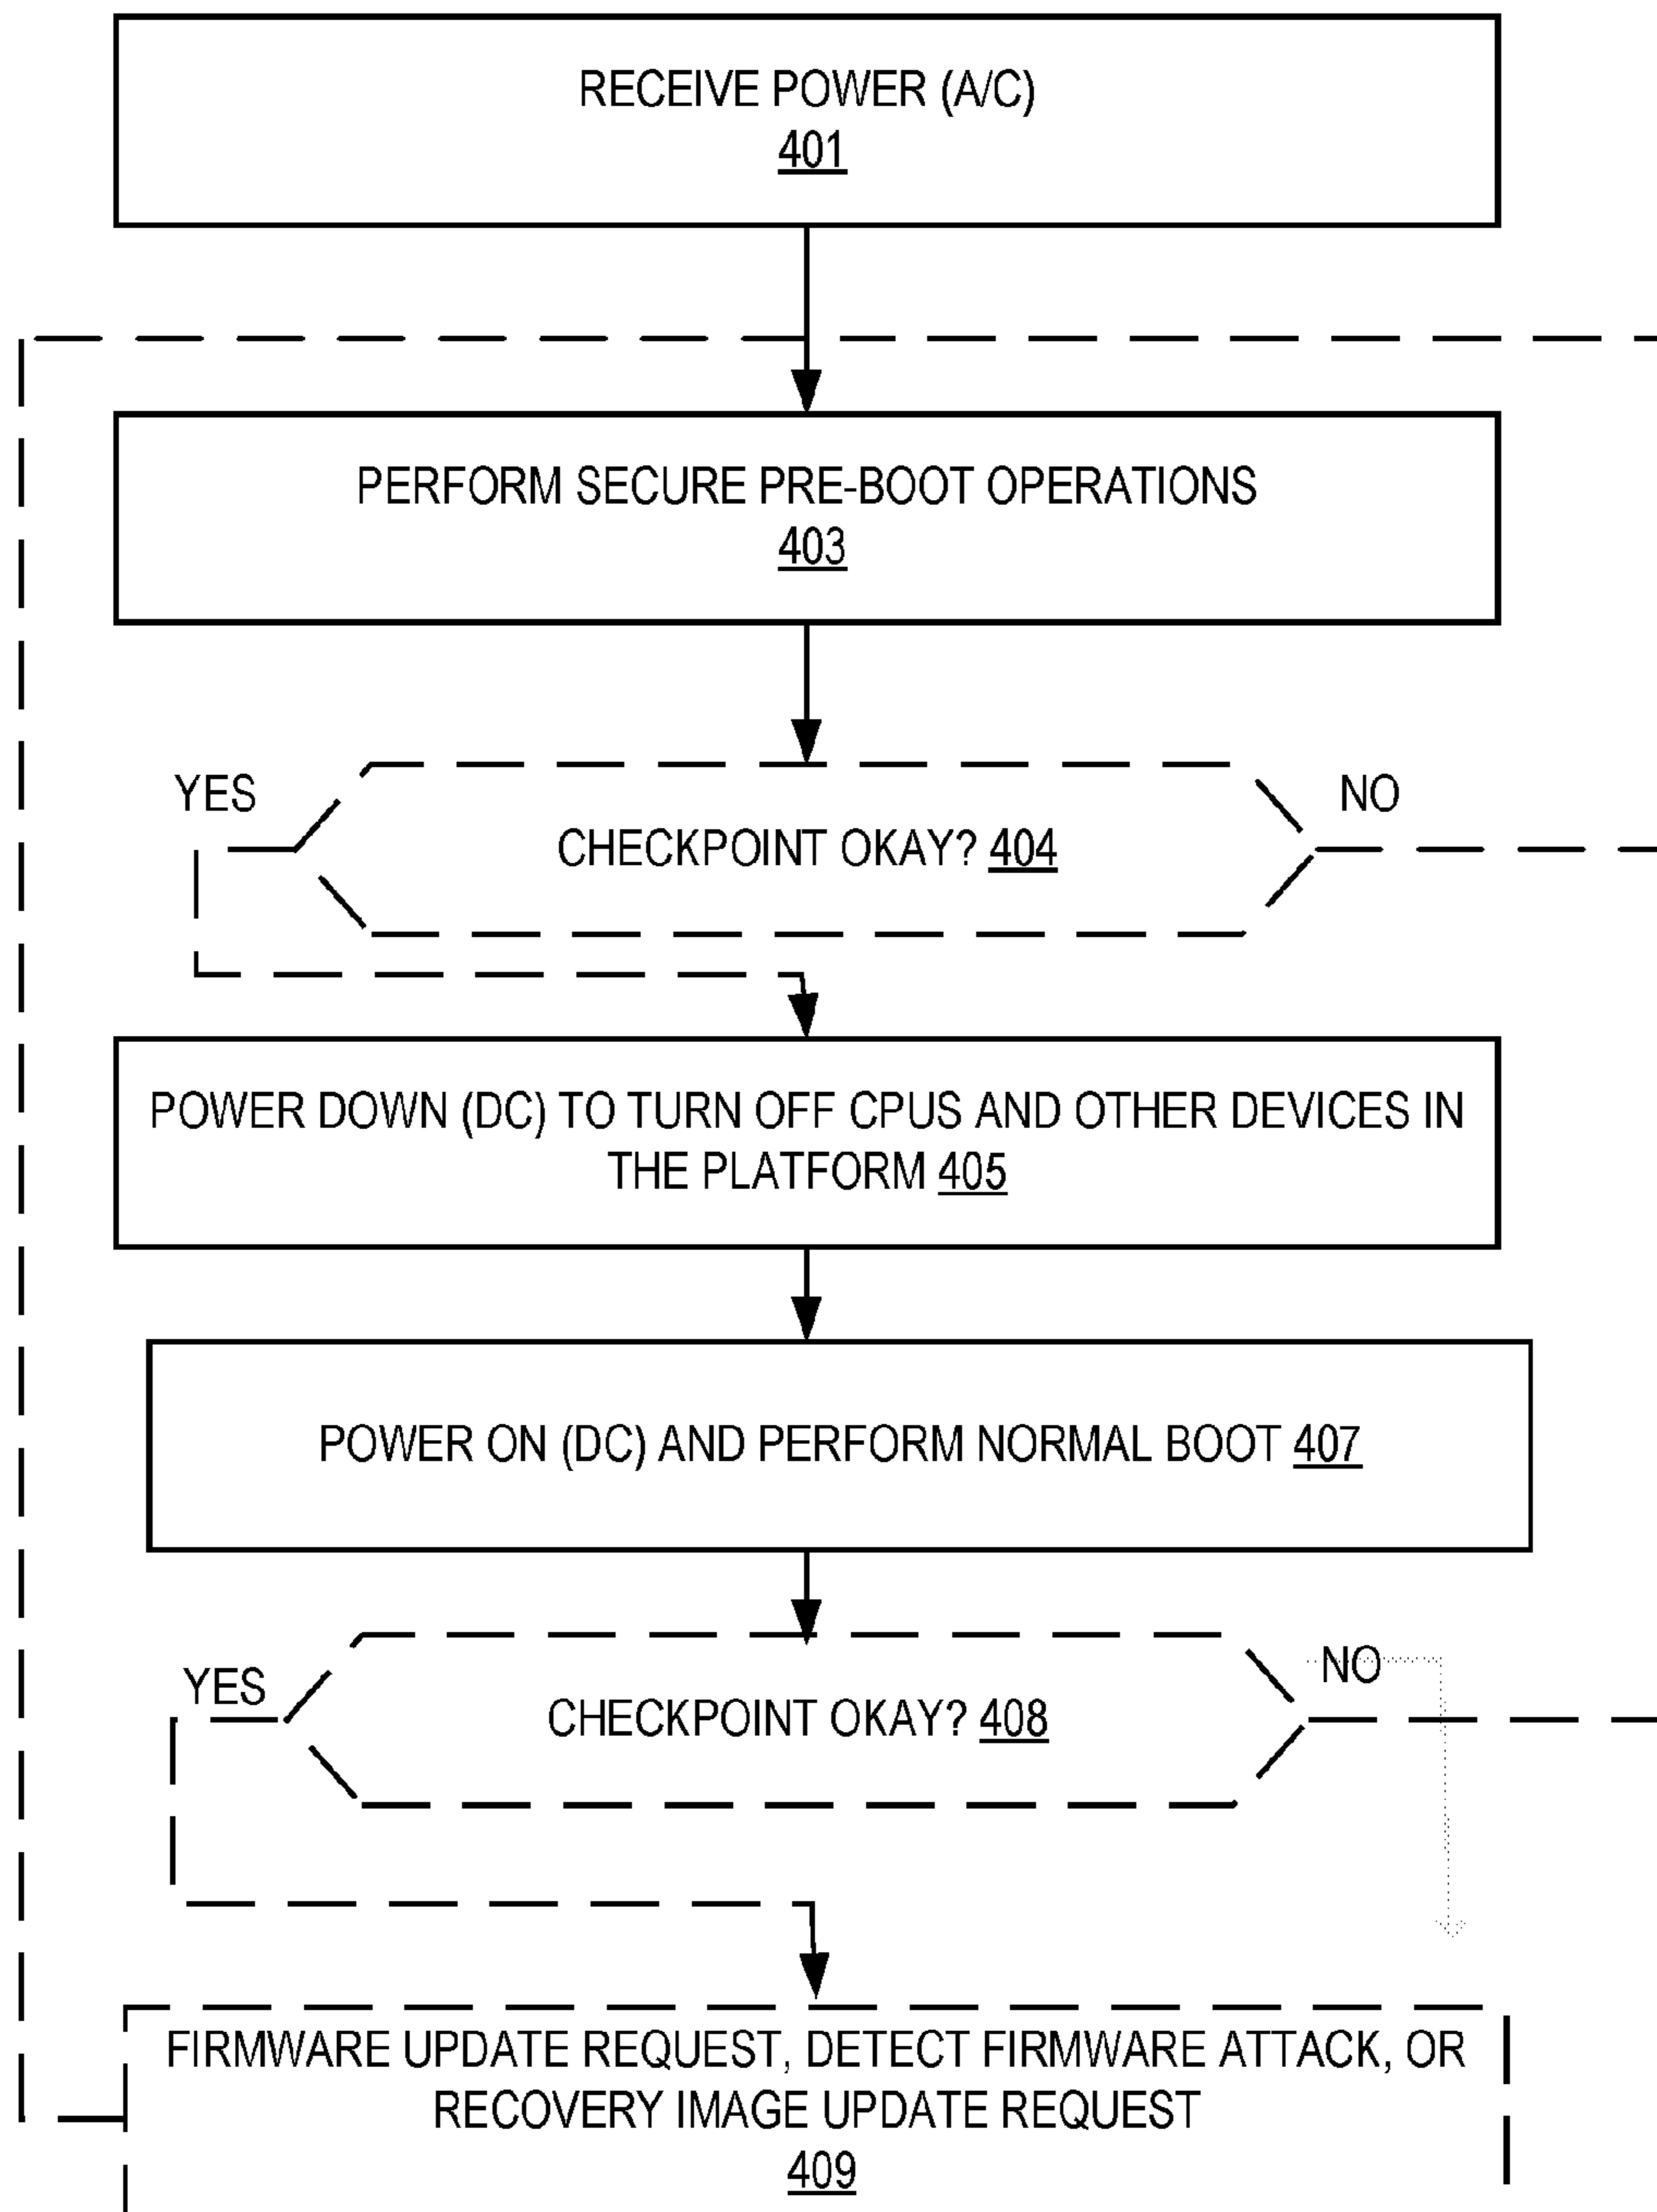 RECEIVE POWER (A/C)
401
PERFORM SECURE PRE-BOOT OPERATIONS
403
YES
NO
CHECKPOINT OKAY? 404
POWER DOWN (DC) TO TURN OFF CPUS AND OTHER DEVICES IN
THE PLATFORM 405
POWER ON (DC) AND PERFORM NORMAL BOOT 407
YES
NO
CHECKPOINT OKAY? 408
FIRMWARE UPDATE REQUEST, DETECT FIRMWARE ATTACK, OR
RECOVERY IMAGE UPDATE REQUEST
409